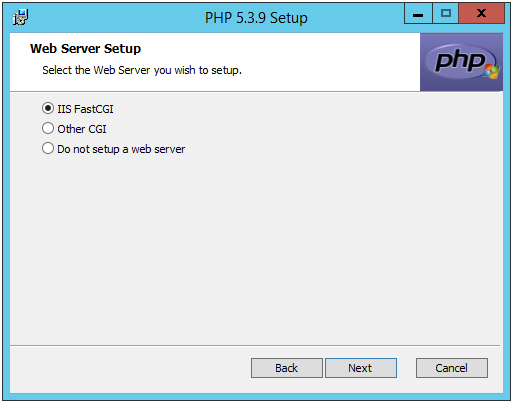 PHP 5.3.9 Setup
Web Server Setup
Select the Web Server you wish to setup.
php
IIS FastCGI
Other CGI
Do not setup a web server
Back
Next
Cancel